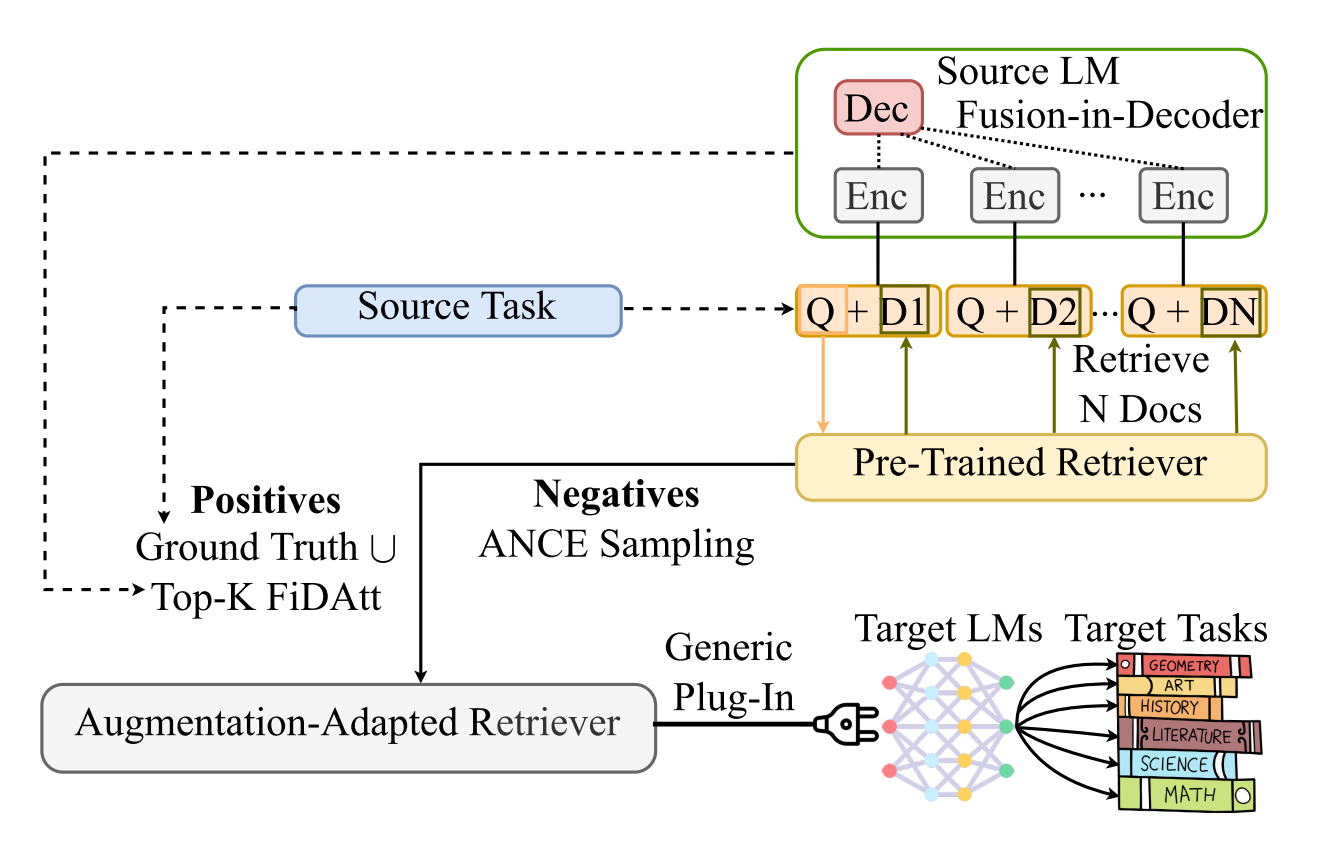 Source LM
Dec
Fusion-in-Decoder
Enc
Enc
...
Enc
Source Task
Q + D1
Q + D2
...
Q + DN
Retrieve
N Docs
Pre-Trained Retriever
Positives
Ground Truth ∪
Top-K FiDAtt
Negatives
ANCE Sampling
Augmentation-Adapted Retriever
Generic
Plug-In
Target LMs
Target Tasks
GEOMETRY
ART
HISTORY
LITERATURE
SCIENCE
MATH